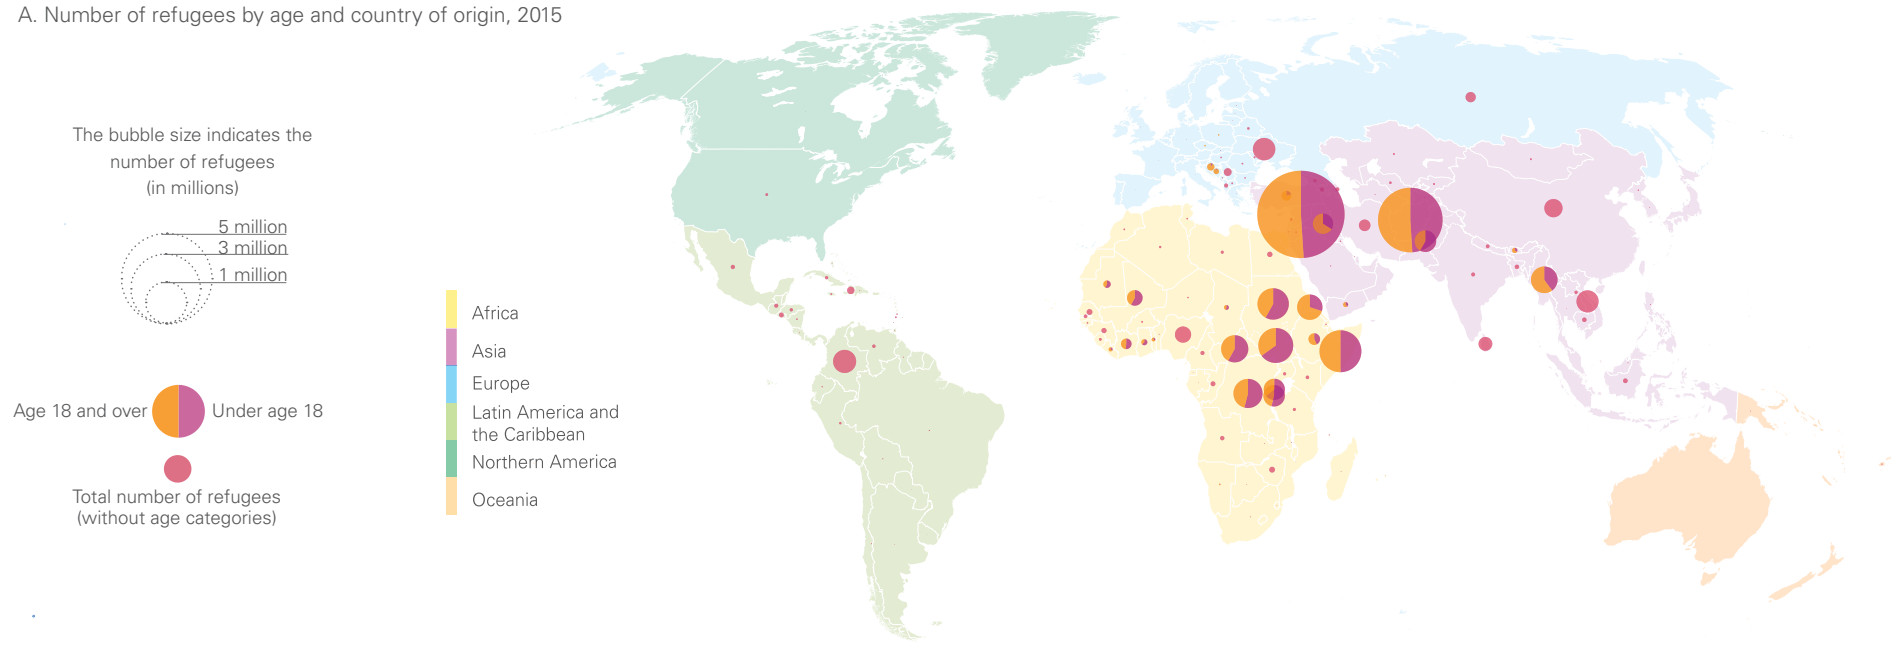 A. Number of refugees by age and country of origin, 2015
The bubble size indicates the
number of refugees
(in millions)
5 million
3 million
1 million
Age 18 and over
Under age 18
Total number of refugees
(without age categories)
Africa
Asia
Europe
Latin America and
the Caribbean
Northern America
Oceania